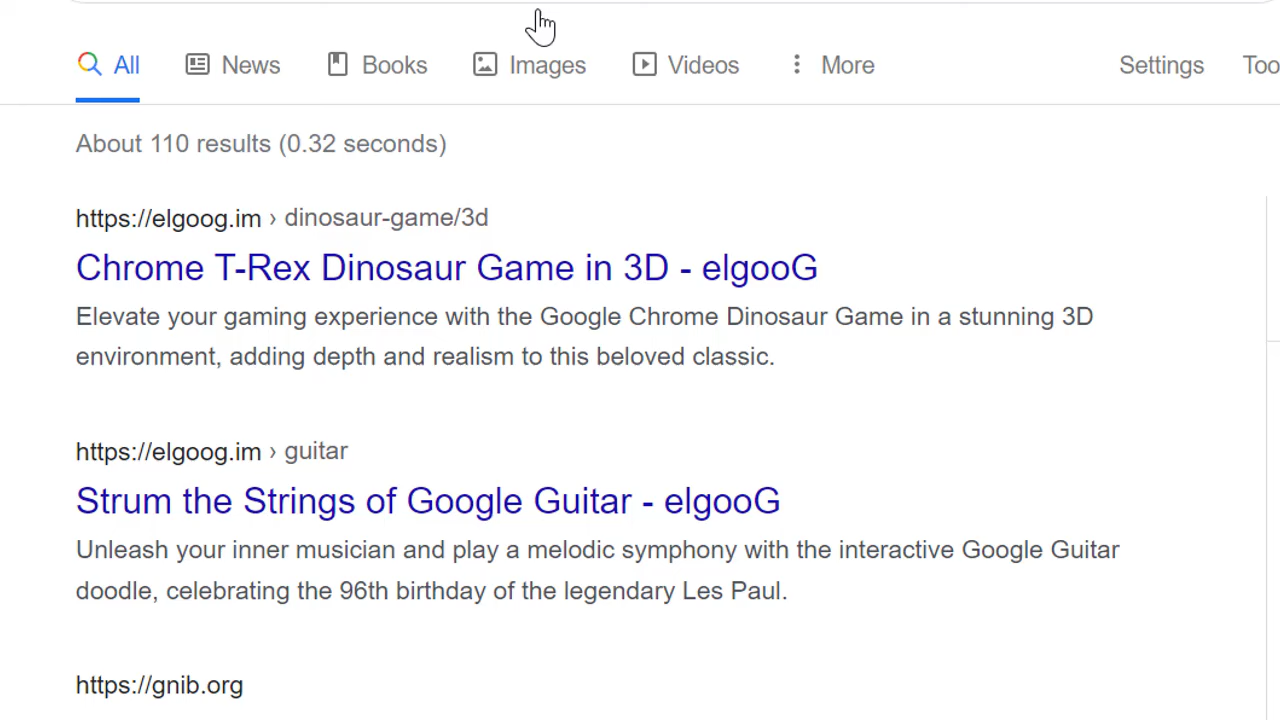 All News Books Images Videos More Settings Too
About 110 results (0.32 seconds)
https://elgoog.im › dinosaur-game/3d
Chrome T-Rex Dinosaur Game in 3D - elgooG
Elevate your gaming experience with the Google Chrome Dinosaur Game in a stunning 3D
environment, adding depth and realism to this beloved classic.
https://elgoog.im › guitar
Strum the Strings of Google Guitar - elgooG
Unleash your inner musician and play a melodic symphony with the interactive Google Guitar
doodle, celebrating the 96th birthday of the legendary Les Paul.
https://gnib.org